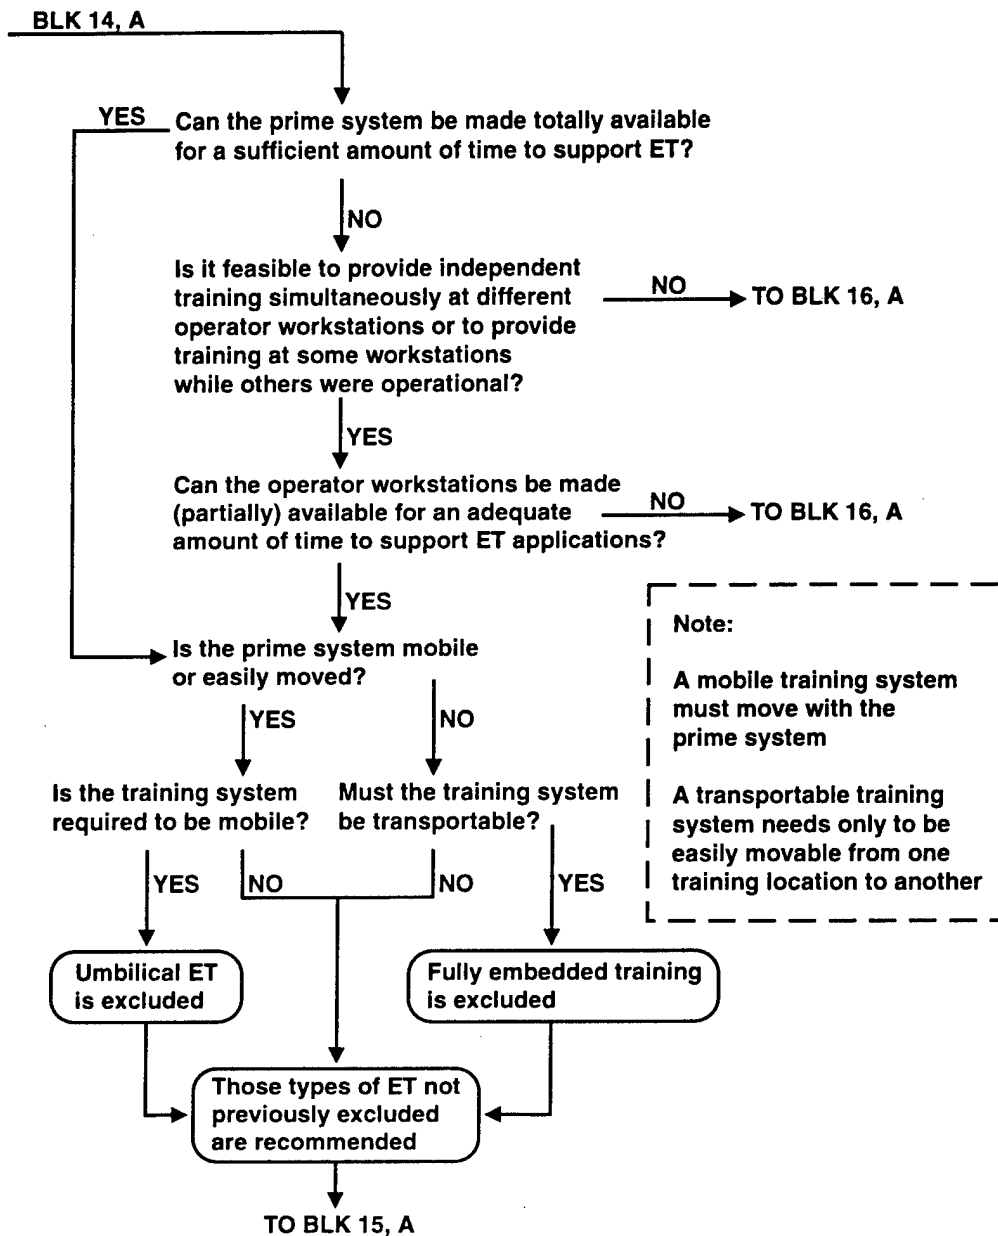 BLK 14, A
YES
Can the prime system be made totally available
for a sufficient amount of time to support ET?
NO
Is it feasible to provide independent
training simultaneously at different
operator workstations or to provide
training at some workstations
while others were operational?
NO
TO BLK 16, A
YES
Can the operator workstations be made
(partially) available for an adequate
amount of time to support ET applications?
NO
TO BLK 16, A
YES
Is the prime system mobile
or easily moved?
Note:
A mobile training system
must move with the
prime system
A transportable training
system needs only to be
easily movable from one
training location to another
YES
NO
Is the training system
required to be mobile?
Must the training system
be transportable?
YES
NO
NO
YES
Umbilical ET
is excluded
Fully embedded training
is excluded
Those types of ET not
previously excluded
are recommended
TO BLK 15, A